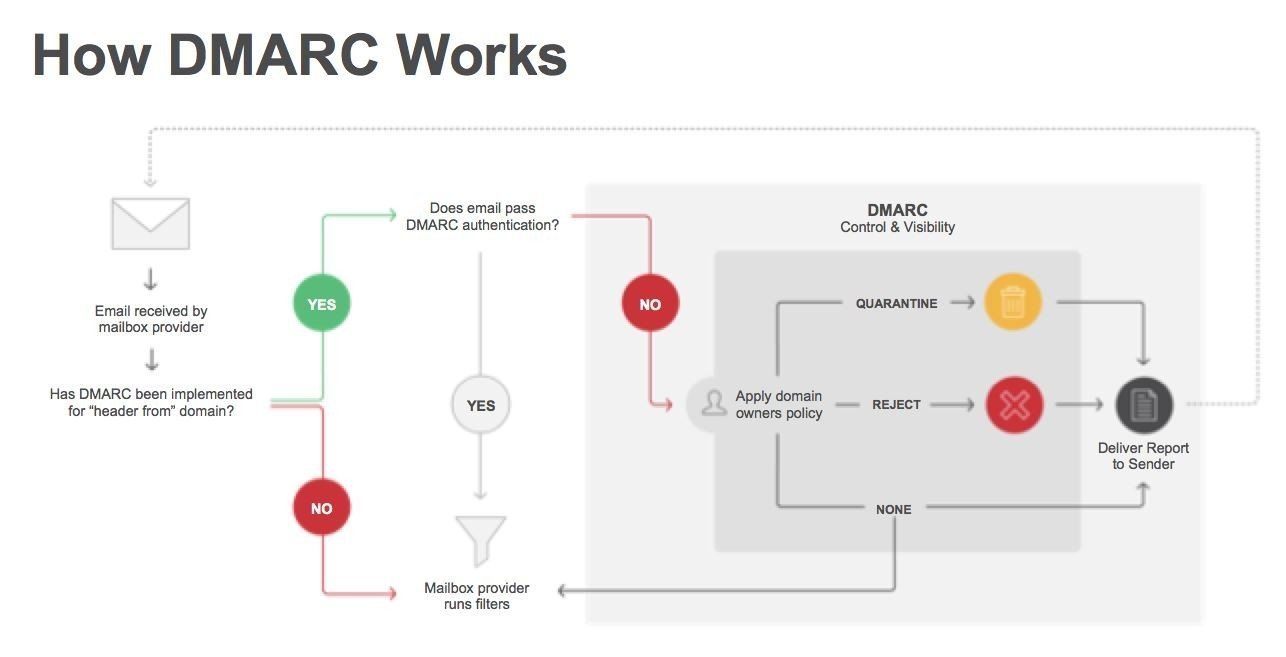 How DMARC Works
Email received by
mailbox provider
Has DMARC been implemented
for “header from” domain?
YES
NO
Does email pass
DMARC authentication?
YES
Mailbox provider
runs filters
NO
DMARC
Control & Visibility
Apply domain
owners policy
QUARANTINE
REJECT
NONE
Deliver Report
to Sender